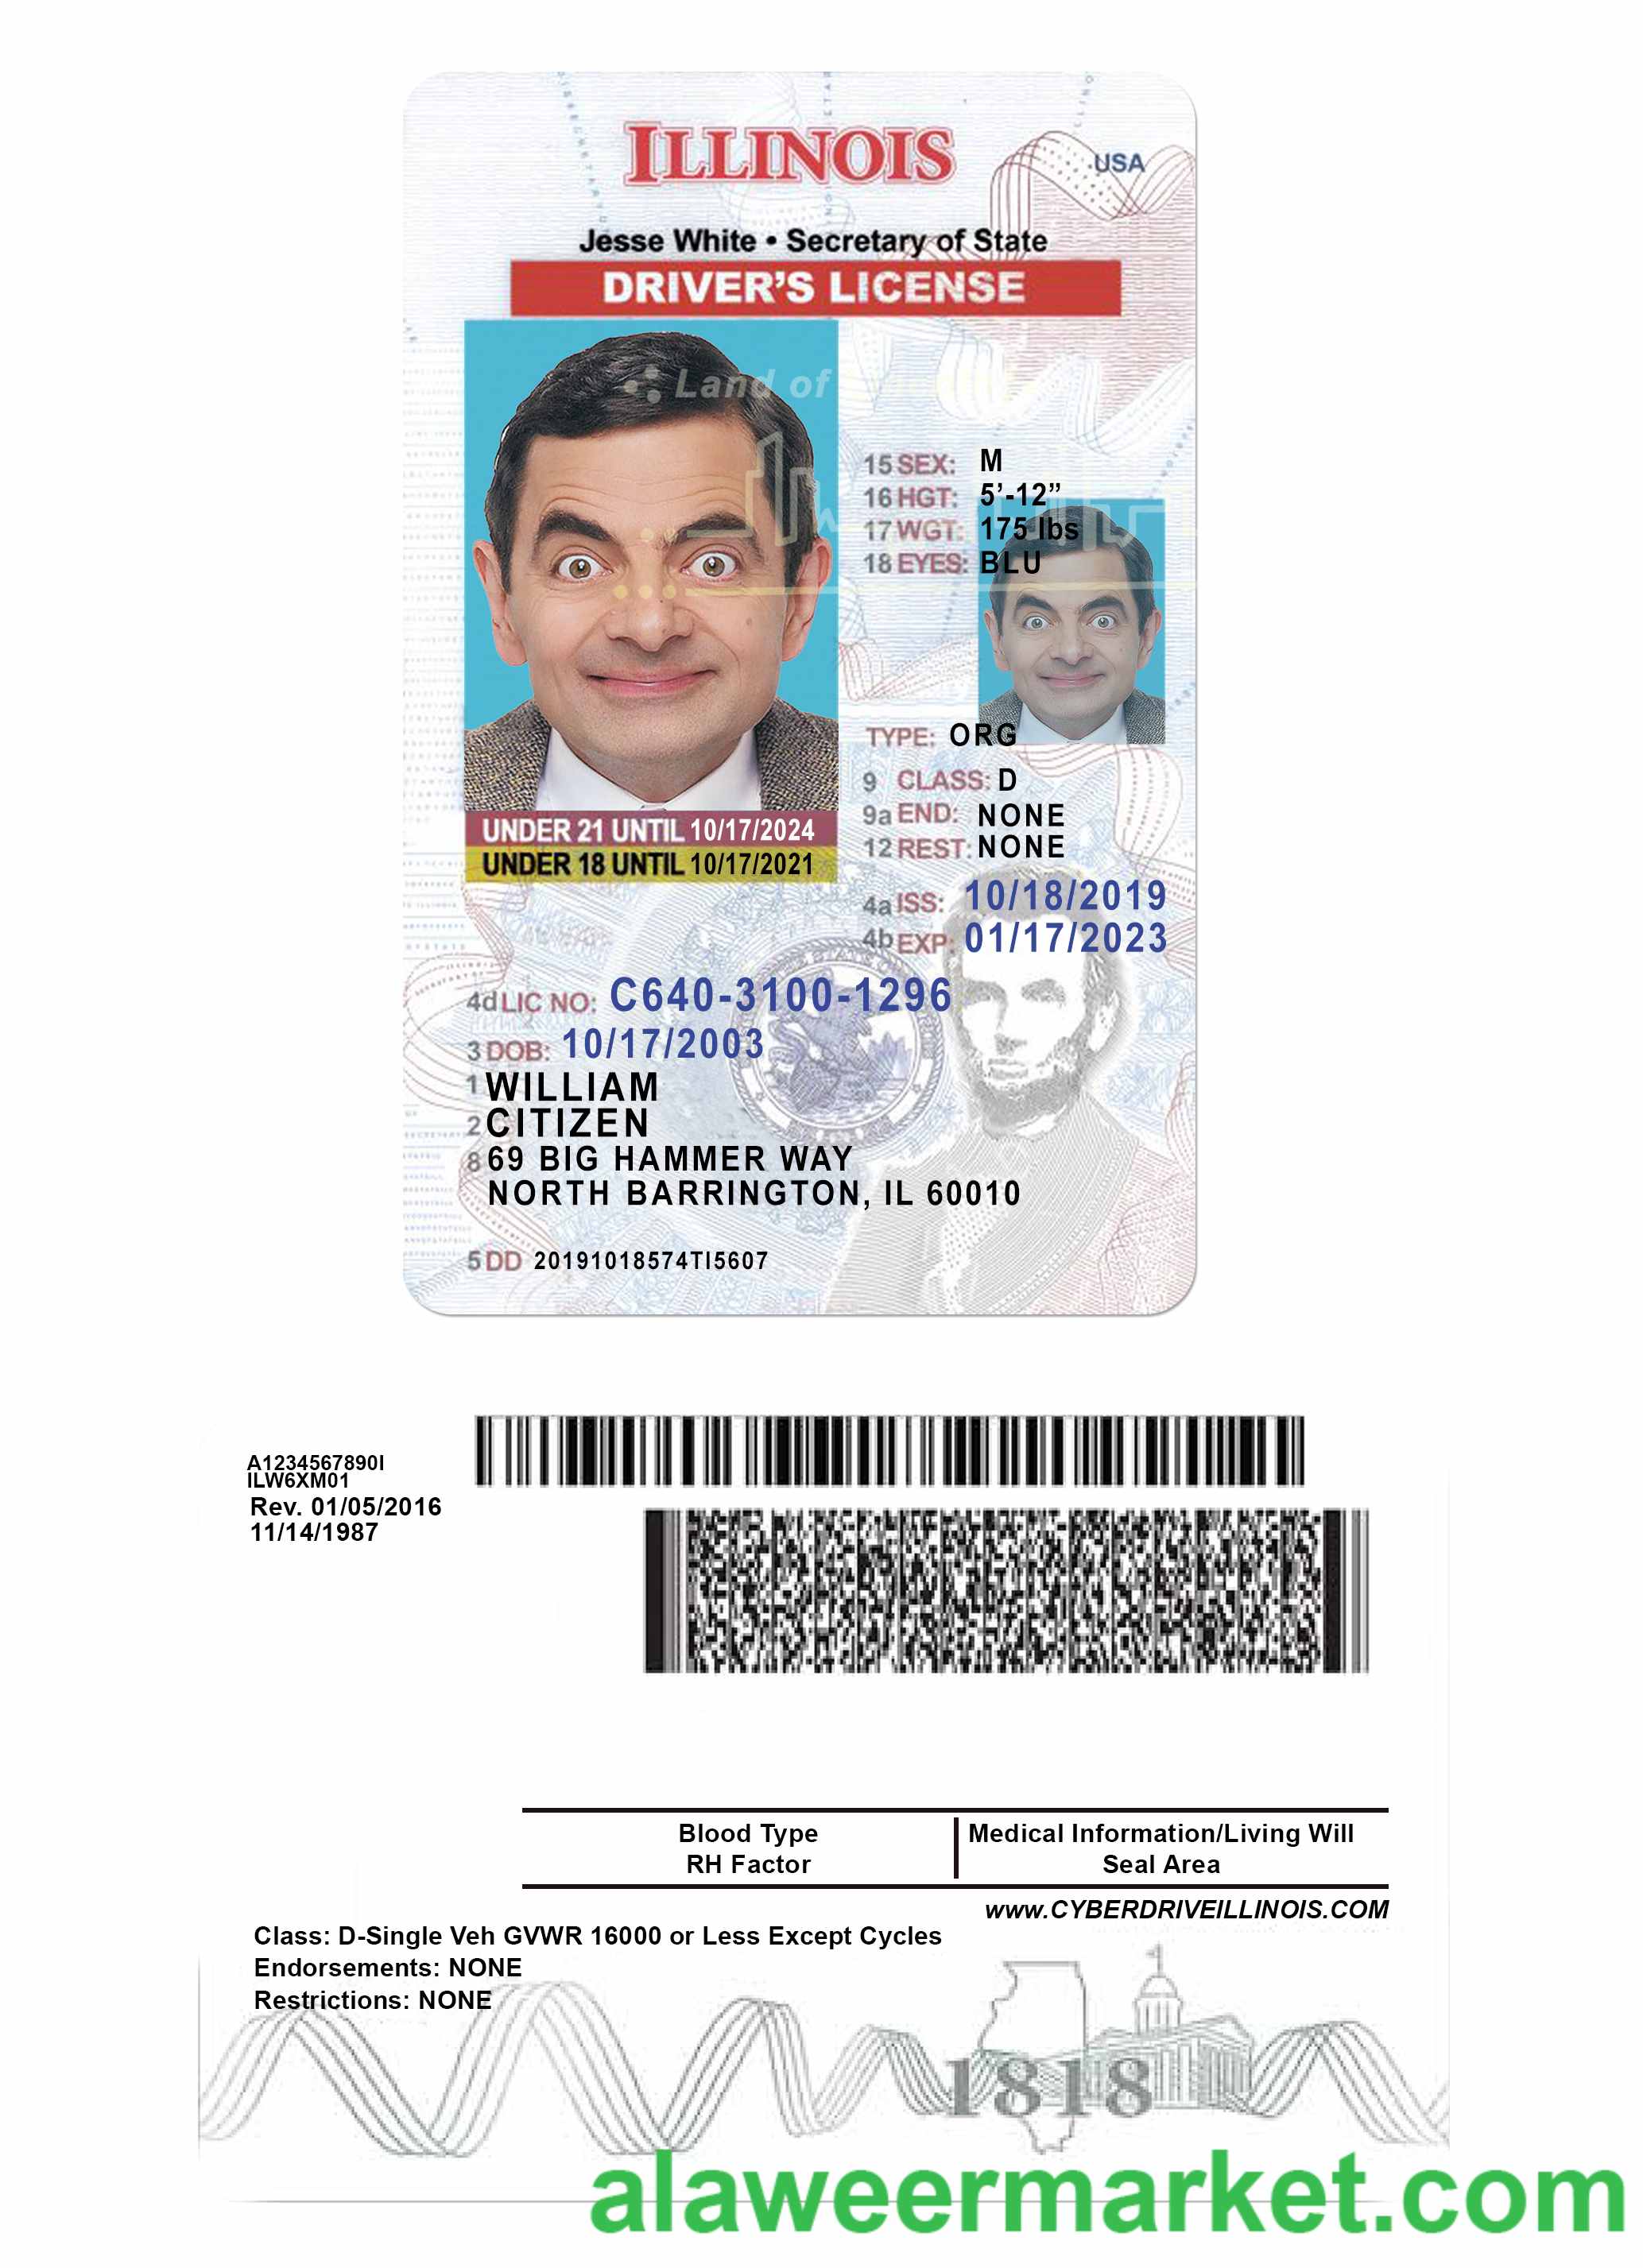 ILLINOIS
USA
Jesse White • Secretary of State
DRIVER'S LICENSE
Land of
15 SEX: M
16 HGT: 5'-12"
17 WGT: 175 lbs
18 EYES: BLU
TYPE: ORG
9 CLASS: D
9a END: NONE
12 REST: NONE
UNDER 21 UNTIL 10/17/2024
UNDER 18 UNTIL 10/17/2021
4a ISS: 10/18/2019
4b EXP: 01/17/2023
4d LIC NO: C640-3100-1296
3 DOB: 10/17/2003
1 WILLIAM
2 CITIZEN
8 69 BIG HAMMER WAY
NORTH BARRINGTON, IL 60010
5 DD 20191018574TI5607
A1234567890I
ILW6XM01
Rev. 01/05/2016
11/14/1987
Blood Type
RH Factor
Medical Information/Living Will
Seal Area
www.CYBERDRIVEILLINOIS.COM
Class: D-Single Veh GVWR 16000 or Less Except Cycles
Endorsements: NONE
Restrictions: NONE
1818
alaweermarket.com